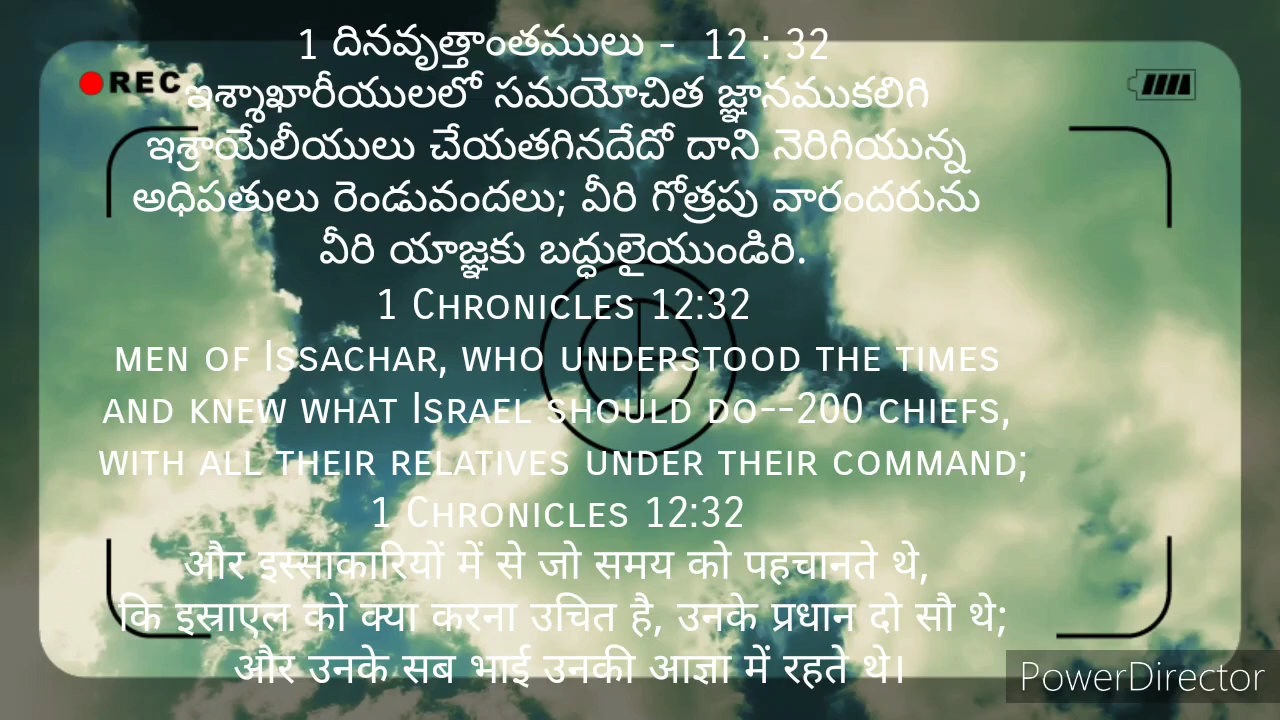 1 దినవృత్తాంతములు - 12 : 32
REC
ఇశ్శాఖారీయులలో సమయోచిత జ్ఞానముకలిగి
ఇశ్రాయేలీయులు చేయతగినదేదో దాని నెరిగియున్న
అధిపతులు రెండువందలు; వీరి గోత్రపు వారందరును
వీరి యాజ్ఞకు బద్ధులైయుండిరి.
1 Chronicles 12:32
men of Issachar, who understood the times
and knew what Israel should do--200 chiefs,
with all their relatives under their command;
1 Chronicles 12:32
और इस्साकारियों में से जो समय को पहचानते थे,
कि इस्राएल को क्या करना उचित है, उनके प्रधान दो सौ थे;
और उनके सब भाई उनकी आज्ञा में रहते थे।
PowerDirector